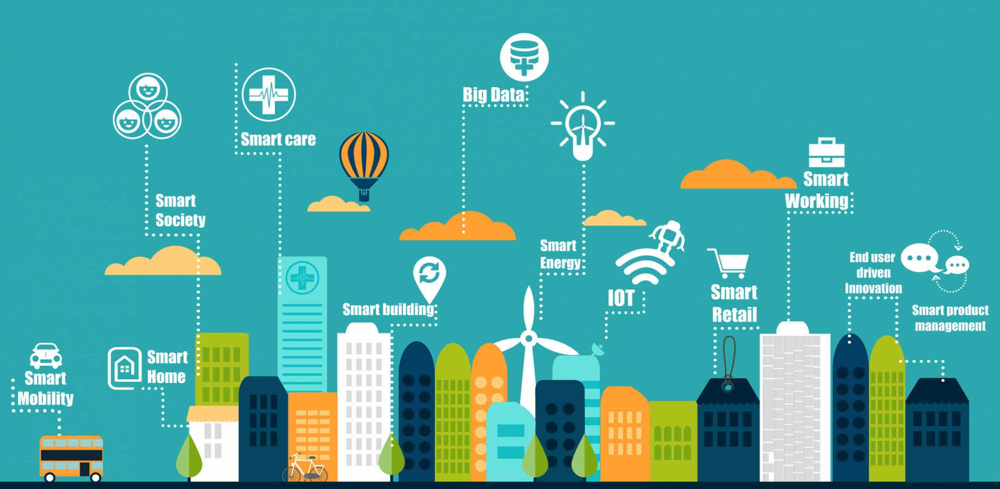 Big Data
Smart care
Smart
Working
Smart
Society
Smart
Energy
End user
driven
Innovation
IOT
Smart
Retail
Smart building
Smart product
management
Smart
Home
Smart
Mobility